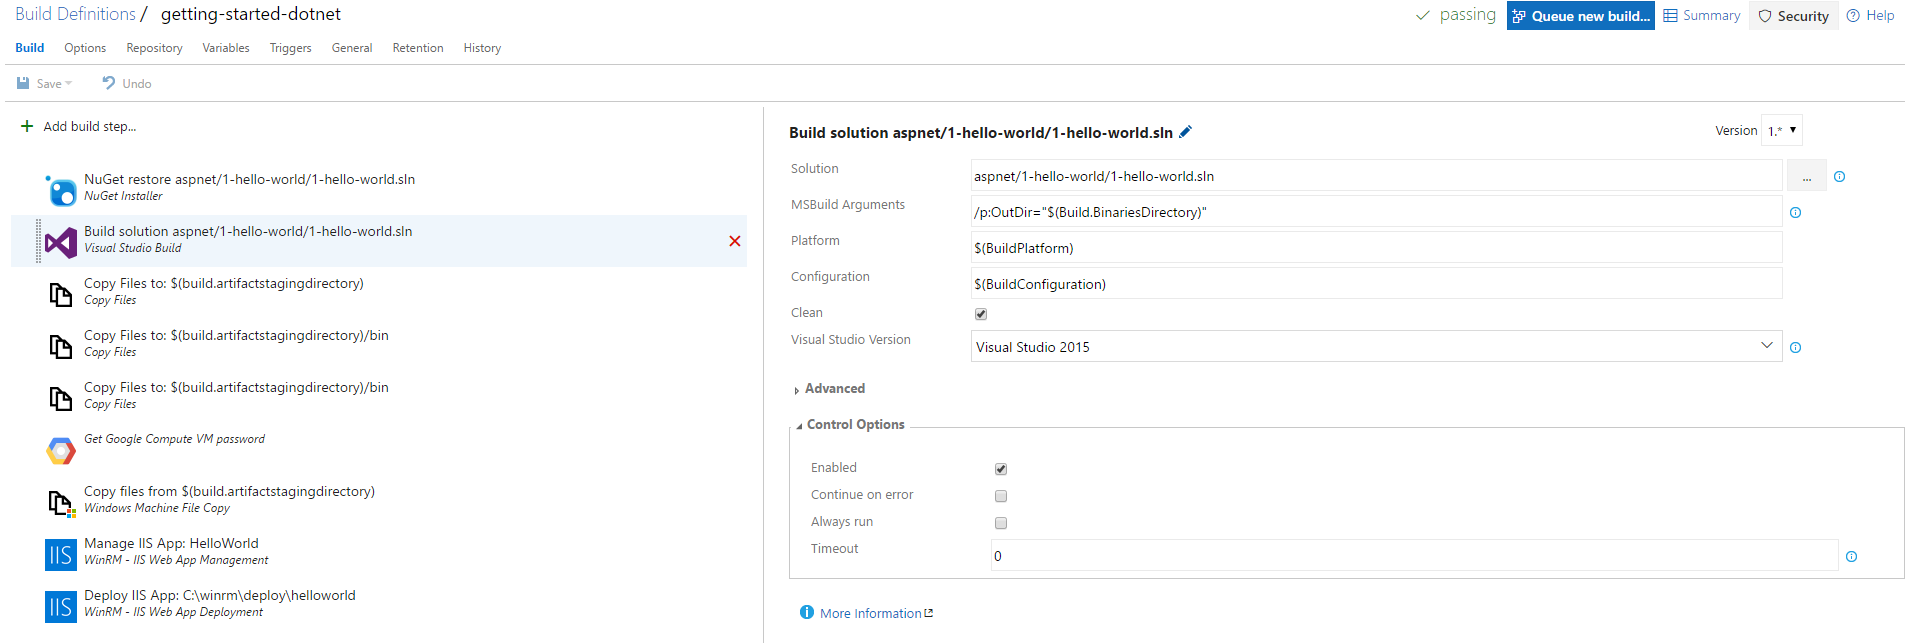 Build Definitions / getting-started-dotnet
passing
Queue new build...
Summary
Security
Help
Build Options Repository Variables Triggers General Retention History
Save Undo
Add build step...
NuGet restore aspnet/1-hello-world/1-hello-world.sln
NuGet Installer
Build solution aspnet/1-hello-world/1-hello-world.sln
Visual Studio Build
Copy Files to: $(build.artifactstagingdirectory)
Copy Files
Copy Files to: $(build.artifactstagingdirectory)/bin
Copy Files
Copy Files to: $(build.artifactstagingdirectory)/bin
Copy Files
Get Google Compute VM password
Copy files from $(build.artifactstagingdirectory)
Windows Machine File Copy
IIS
Manage IIS App: HelloWorld
WinRM - IIS Web App Management
IIS
Deploy IIS App: C:\winrm\deploy\helloworld
WinRM - IIS Web App Deployment
Build solution aspnet/1-hello-world/1-hello-world.sln
Version 1.*
Solution aspnet/1-hello-world/1-hello-world.sln ...
MSBuild Arguments /p:OutDir="$(Build.BinariesDirectory)"
Platform $(BuildPlatform)
Configuration $(BuildConfiguration)
Clean
Visual Studio Version Visual Studio 2015
Advanced
Control Options
Enabled
Continue on error
Always run
Timeout 0
More Information